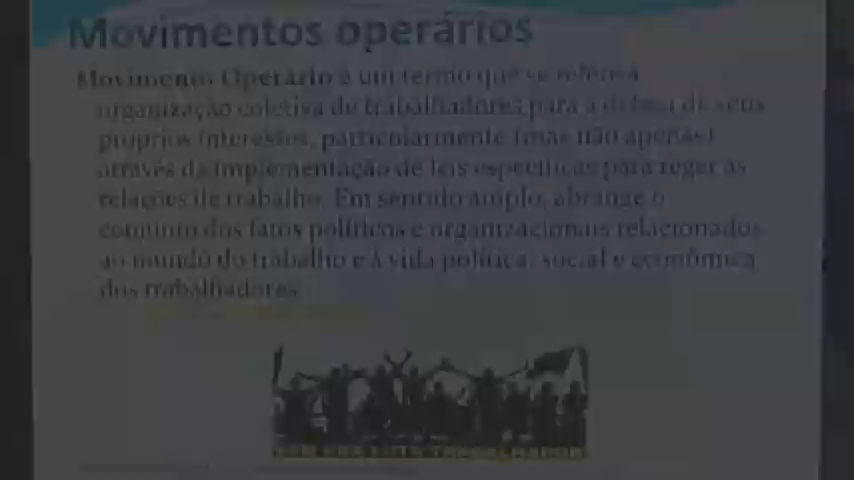 Movimentos operários
Movimento Operário é um termo que se refere à
organização coletiva de trabalhadores para a defesa de seus
próprios interesses, particularmente (mas não apenas)
através da implementação de leis específicas para reger as
relações de trabalho. Em sentido amplo, abrange o
conjunto dos fatos políticos e organizacionais relacionados
ao mundo do trabalho e à vida política, social e econômica
dos trabalhadores